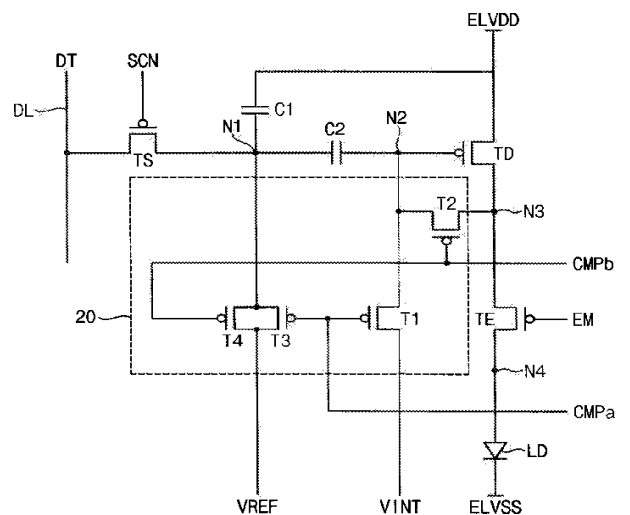 ELVDD
DT
SCN
DL
C1
N1
C2
N2
TS
TD
T2
N3
CMPb
20
T4
T3
T1
TE
EM
N4
CMPa
LD
VREF
VINT
ELVSS